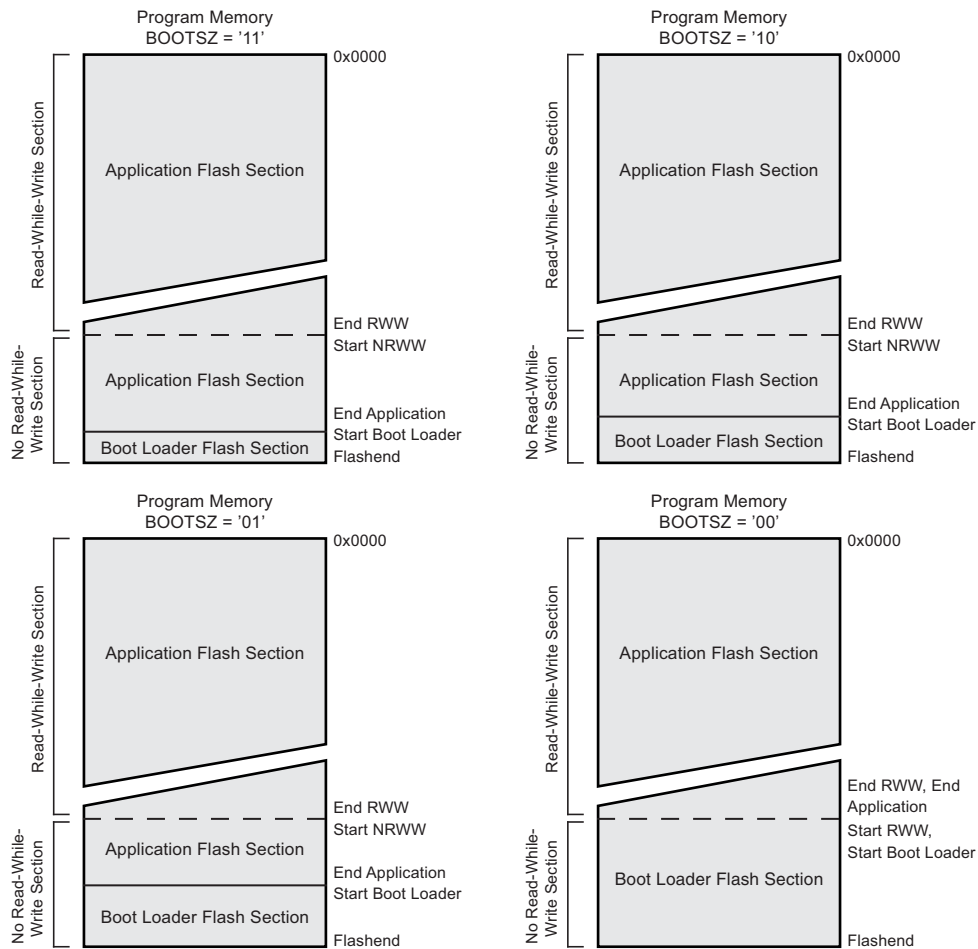 Program Memory
BOOTSZ = '11'
0x0000
Read-While-Write Section
Application Flash Section
End RWW
Start NRWW
No Read-While-
Write Section
Application Flash Section
End Application
Start Boot Loader
Boot Loader Flash Section
Flashend
Program Memory
BOOTSZ = '10'
0x0000
Read-While-Write Section
Application Flash Section
End RWW
Start NRWW
No Read-While-
Write Section
Application Flash Section
End Application
Start Boot Loader
Boot Loader Flash Section
Flashend
Program Memory
BOOTSZ = '01'
0x0000
Read-While-Write Section
Application Flash Section
End RWW
Start NRWW
No Read-While-
Write Section
Application Flash Section
End Application
Start Boot Loader
Boot Loader Flash Section
Flashend
Program Memory
BOOTSZ = '00'
0x0000
Read-While-Write Section
Application Flash Section
End RWW, End
Application
Start RWW,
Start Boot Loader
No Read-While-
Write Section
Boot Loader Flash Section
Flashend